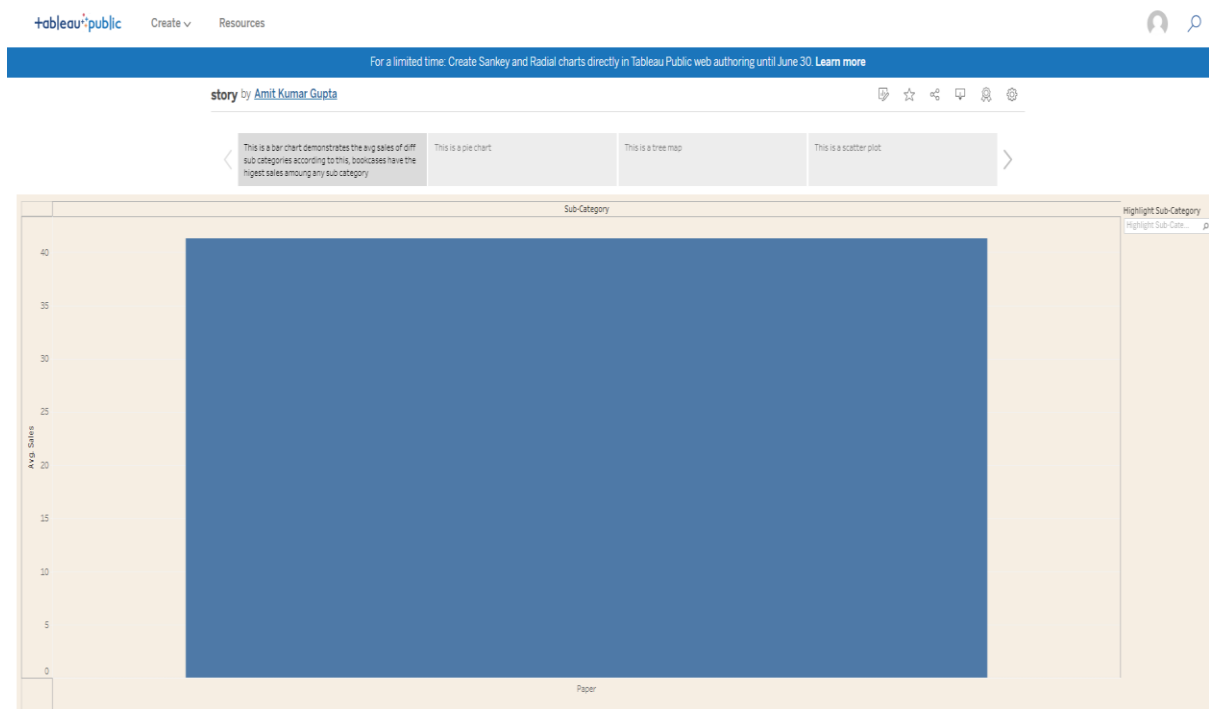 +ableau public Create Resources
For a limited time: Create Sankey and Radial charts directly in Tableau Public web authoring until June 30. Learn more
story by Amit Kumar Gupta
This is a bar chart demonstrates the avg sales of diff
sub categories according to this, bookcases have the
higest sales amoung any sub category
This is a pie chart
This is a tree map
This is a scatter plot
Sub-Category
Highlight Sub-Category
Highlight Sub-Cate...
Avg. Sales
40
35
30
25
20
15
10
5
0
Paper